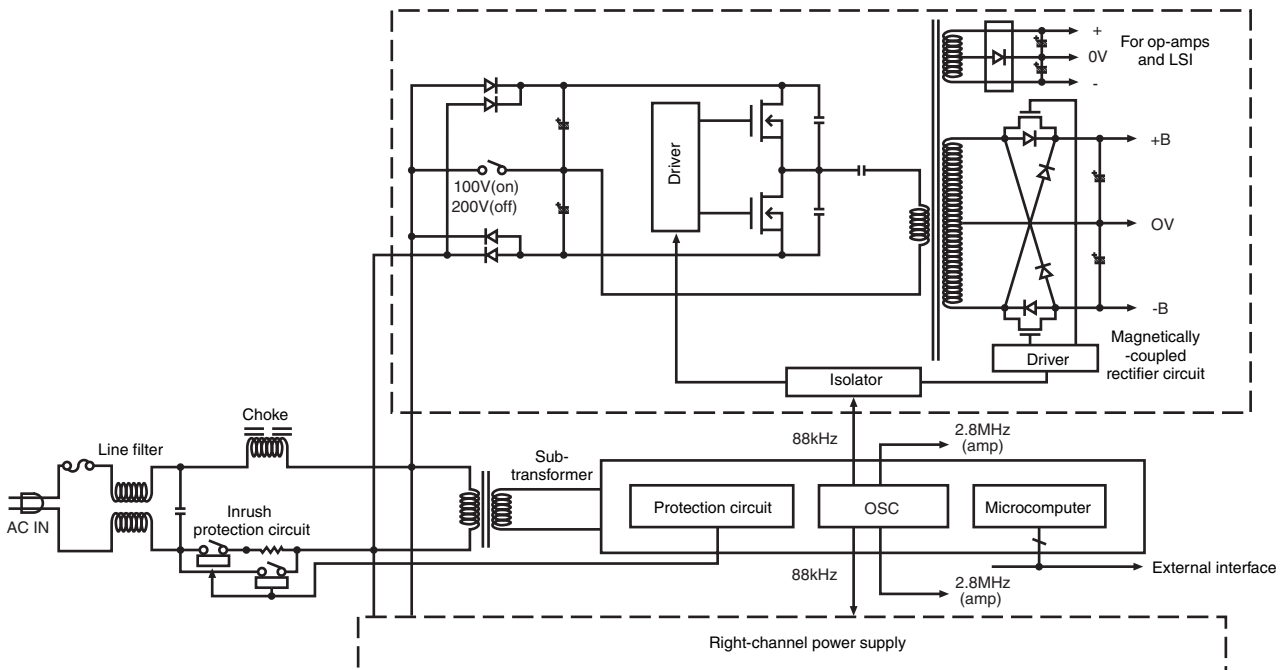 +
0V
-
For op-amps
and LSI
Driver
100V(on)
200V(off)
+B
OV
-B
Driver
Magnetically
-coupled
rectifier circuit
Isolator
Choke
Line filter
88kHz
2.8MHz
(amp)
Sub-
transformer
AC IN
Inrush
protection circuit
Protection circuit
OSC
Microcomputer
88kHz
2.8MHz
(amp)
External interface
Right-channel power supply